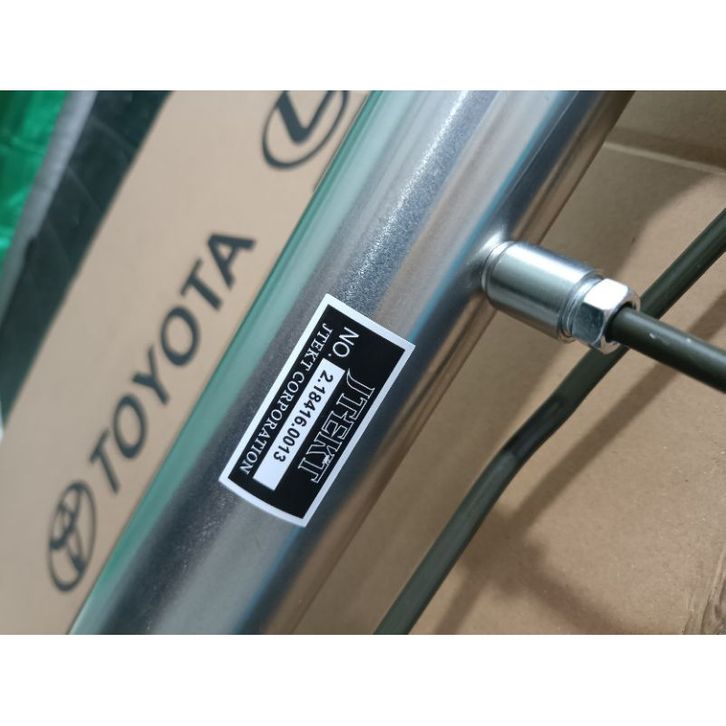 TOYOTA
JTEKT
NO. 2.18416.0013
JTEKT CORPORATION